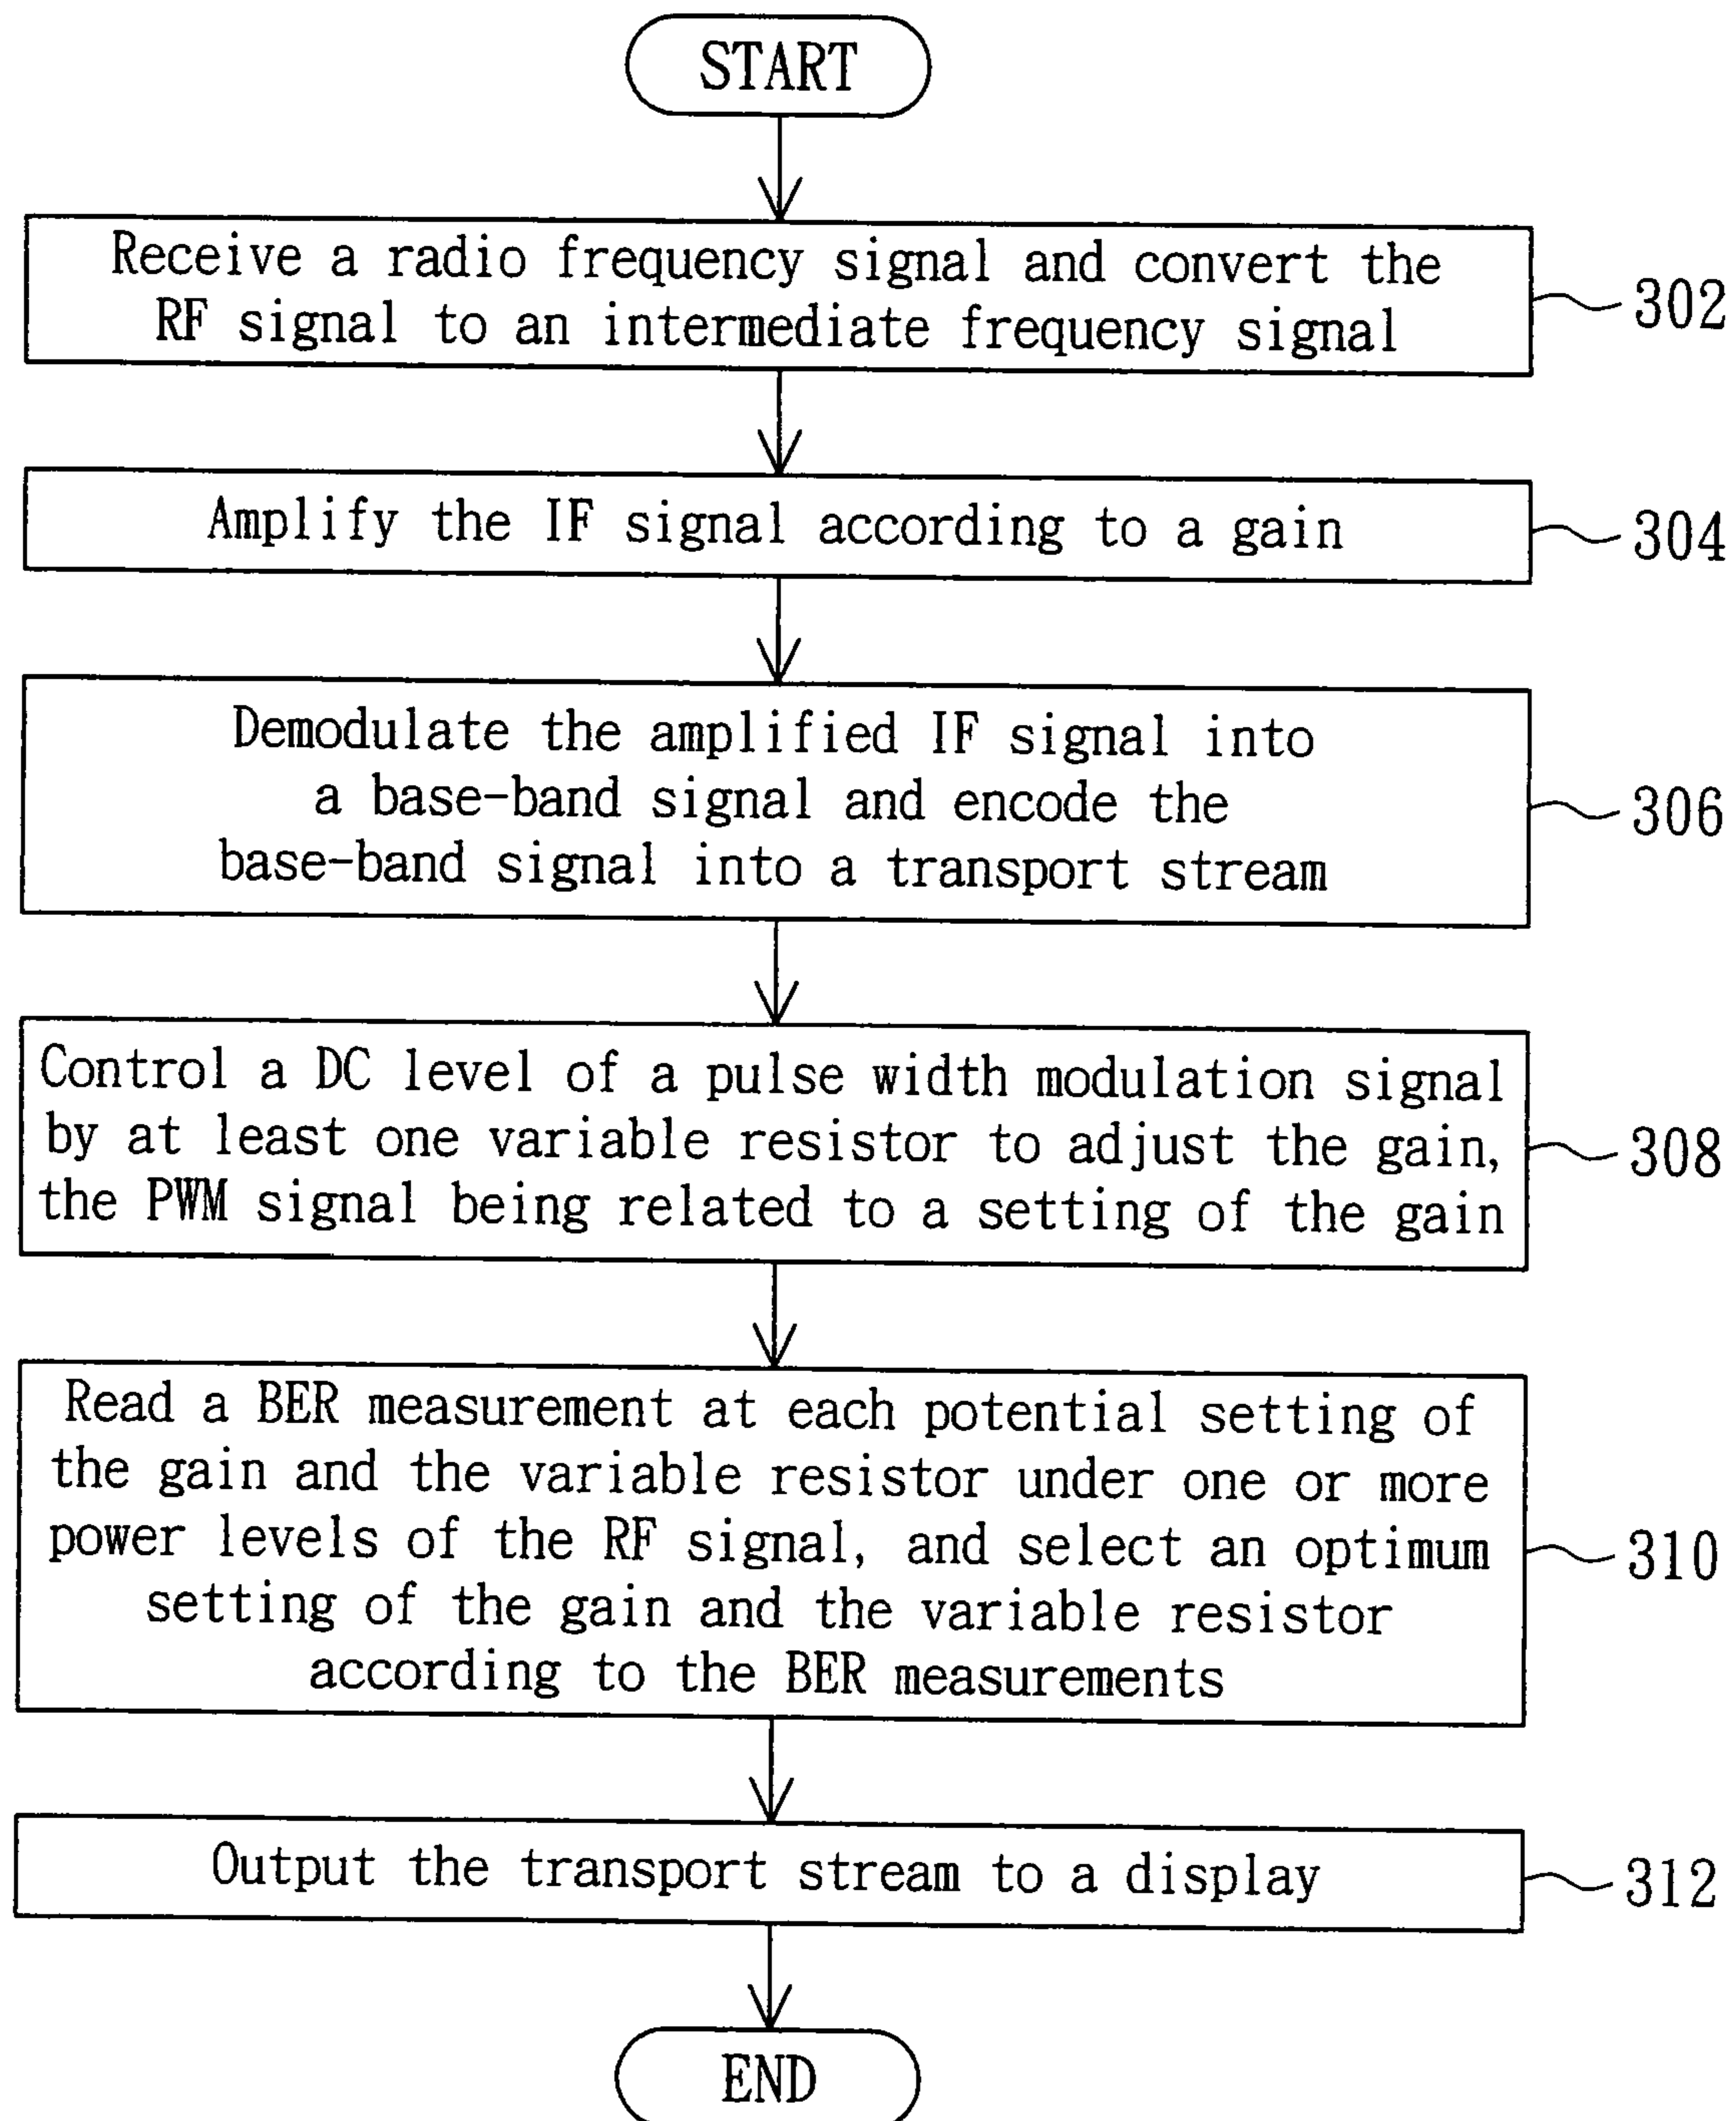 START
Receive a radio frequency signal and convert the
RF signal to an intermediate frequency signal
302
Amplify the IF signal according to a gain
304
Demodulate the amplified IF signal into
a base-band signal and encode the
base-band signal into a transport stream
306
Control a DC level of a pulse width modulation signal
by at least one variable resistor to adjust the gain,
the PWM signal being related to a setting of the gain
308
Read a BER measurement at each potential setting of
the gain and the variable resistor under one or more
power levels of the RF signal, and select an optimum
setting of the gain and the variable resistor
according to the BER measurements
310
Output the transport stream to a display
312
END